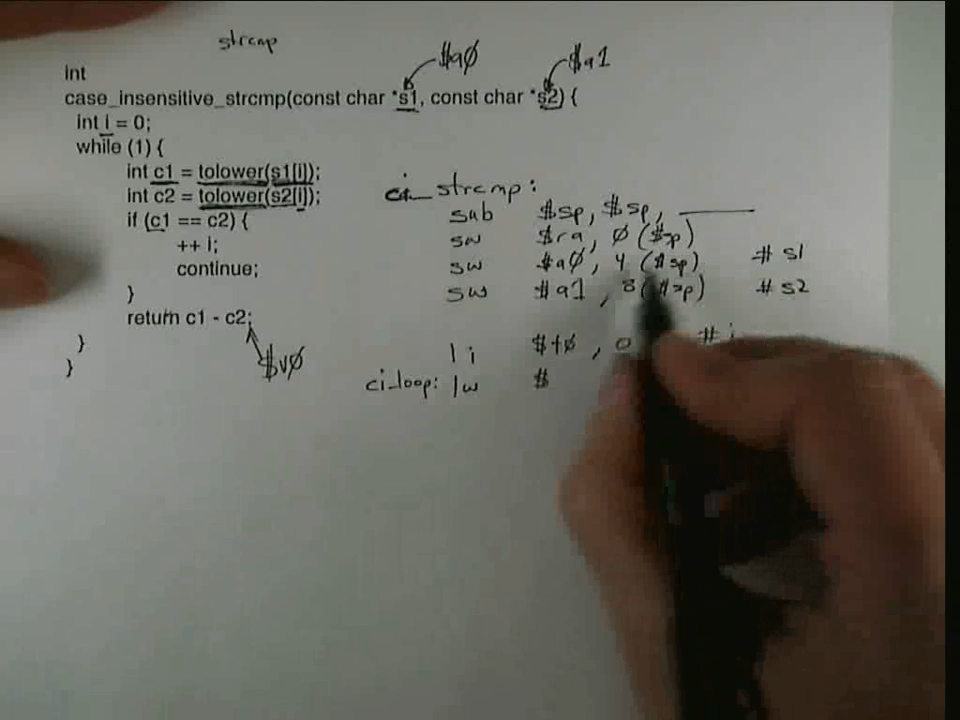 strcmp
$a0 $a1
int
case_insensitive_strcmp(const char *s1, const char *s2) {
int i = 0;
while (1) {
int c1 = tolower(s1[i]);
int c2 = tolower(s2[i]);
if (c1 == c2) {
++ i;
continue;
}
return c1 - c2;
}
}
$v0
ci_strcmp:
sub $sp, $sp,
sw $ra, 0($sp)
sw $a0, 4($sp) # s1
sw $a1, 8($sp) # s2
li $t0, 0 # i
ci_loop: lw $